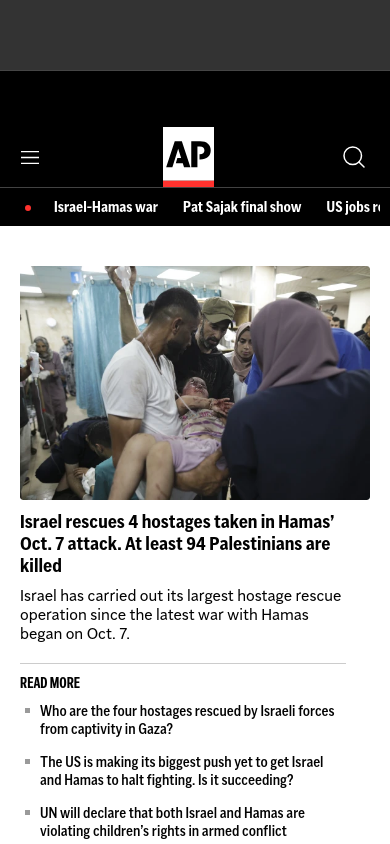 AP
Israel-Hamas war Pat Sajak final show US jobs re
Israel rescues 4 hostages taken in Hamas’
Oct. 7 attack. At least 94 Palestinians are
killed
Israel has carried out its largest hostage rescue
operation since the latest war with Hamas
began on Oct. 7.
READ MORE
Who are the four hostages rescued by Israeli forces
from captivity in Gaza?
The US is making its biggest push yet to get Israel
and Hamas to halt fighting. Is it succeeding?
UN will declare that both Israel and Hamas are
violating children’s rights in armed conflict